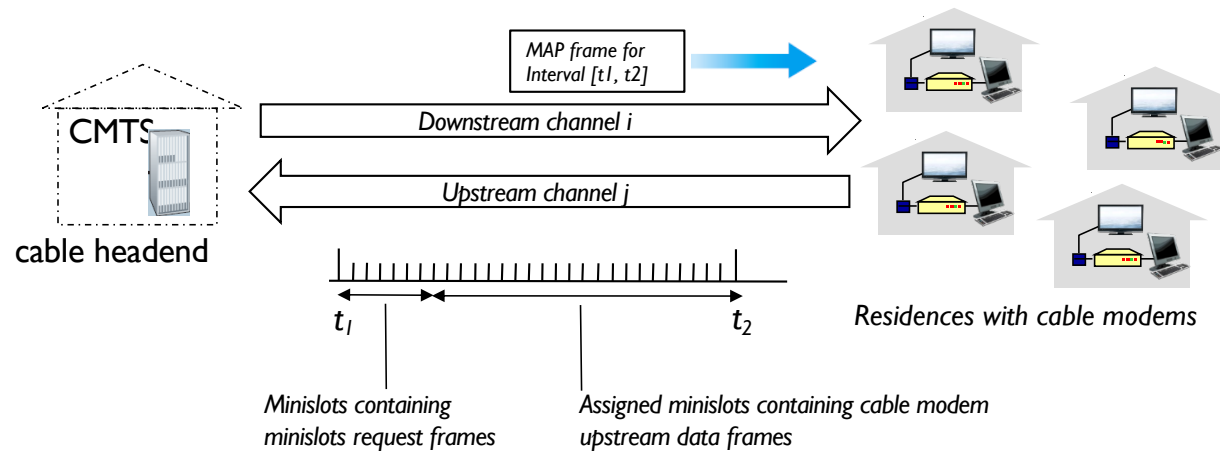 MAP frame for
Interval [t1, t2]
CMTS
Downstream channel i
Upstream channel j
cable headend
t1
t2
Residences with cable modems
Minislots containing
minislots request frames
Assigned minislots containing cable modem
upstream data frames